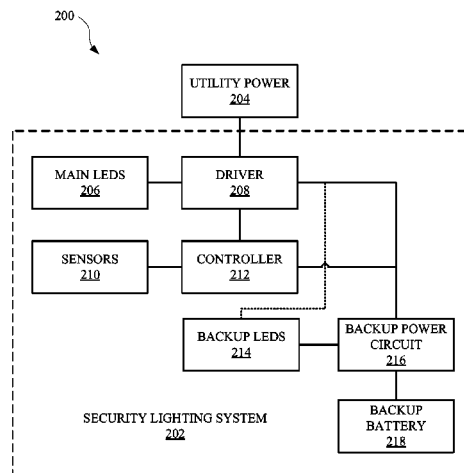 200
UTILITY POWER
204
MAIN LEDS
206
DRIVER
208
SENSORS
210
CONTROLLER
212
BACKUP LEDS
214
BACKUP POWER
CIRCUIT
216
SECURITY LIGHTING SYSTEM
202
BACKUP
BATTERY
218